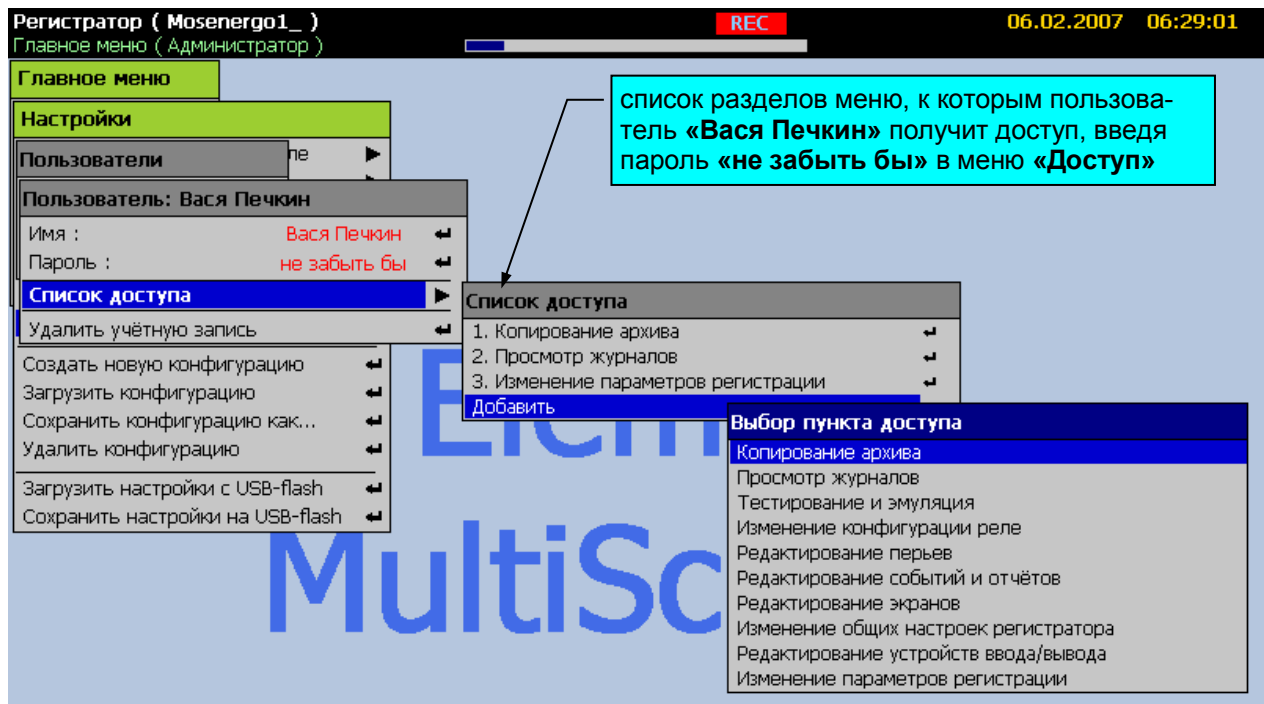 Регистратор ( Mosenergo1_ )
REC
06.02.2007 06:29:01
Главное меню ( Администратор )
Главное меню
список разделов меню, к которым пользова-
тель «Вася Печкин» получит доступ, введя
пароль «не забыть бы» в меню «Доступ»
Настройки
Пользователи
ле
Пользователь: Вася Печкин
Имя : Вася Печкин
Пароль : не забыть бы
Список доступа
Удалить учётную запись
Список доступа
1. Копирование архива
2. Просмотр журналов
3. Изменение параметров регистрации
Добавить
Создать новую конфигурацию
Загрузить конфигурацию
Сохранить конфигурацию как...
Удалить конфигурацию
Загрузить настройки с USB-flash
Сохранить настройки на USB-flash
Выбор пункта доступа
Копирование архива
Просмотр журналов
Тестирование и эмуляция
Изменение конфигурации реле
Редактирование перьев
Редактирование событий и отчётов
Редактирование экранов
Изменение общих настроек регистратора
Редактирование устройств ввода/вывода
Изменение параметров регистрации
MultiSc